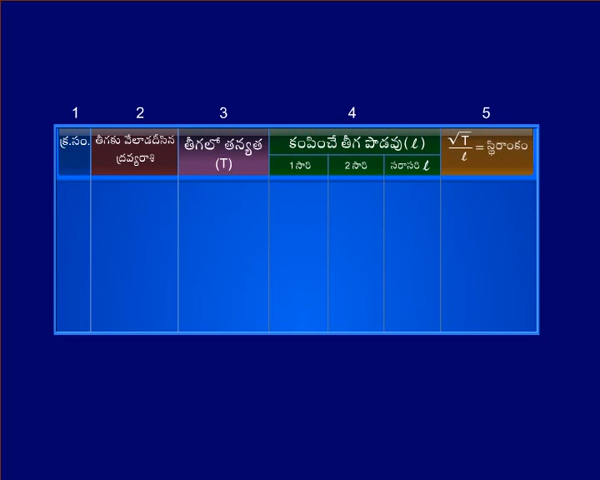 1 2 3 4 5
క్ర.సం. తీగకు వేలాడదీసిన ద్రవ్యరాశి
తీగలో తన్యత (T)
కంపించే తీగ పొడవు(ℓ)
1 సారి 2 సారి సరాసరి ℓ
√T/ℓ = స్థిరాంకం